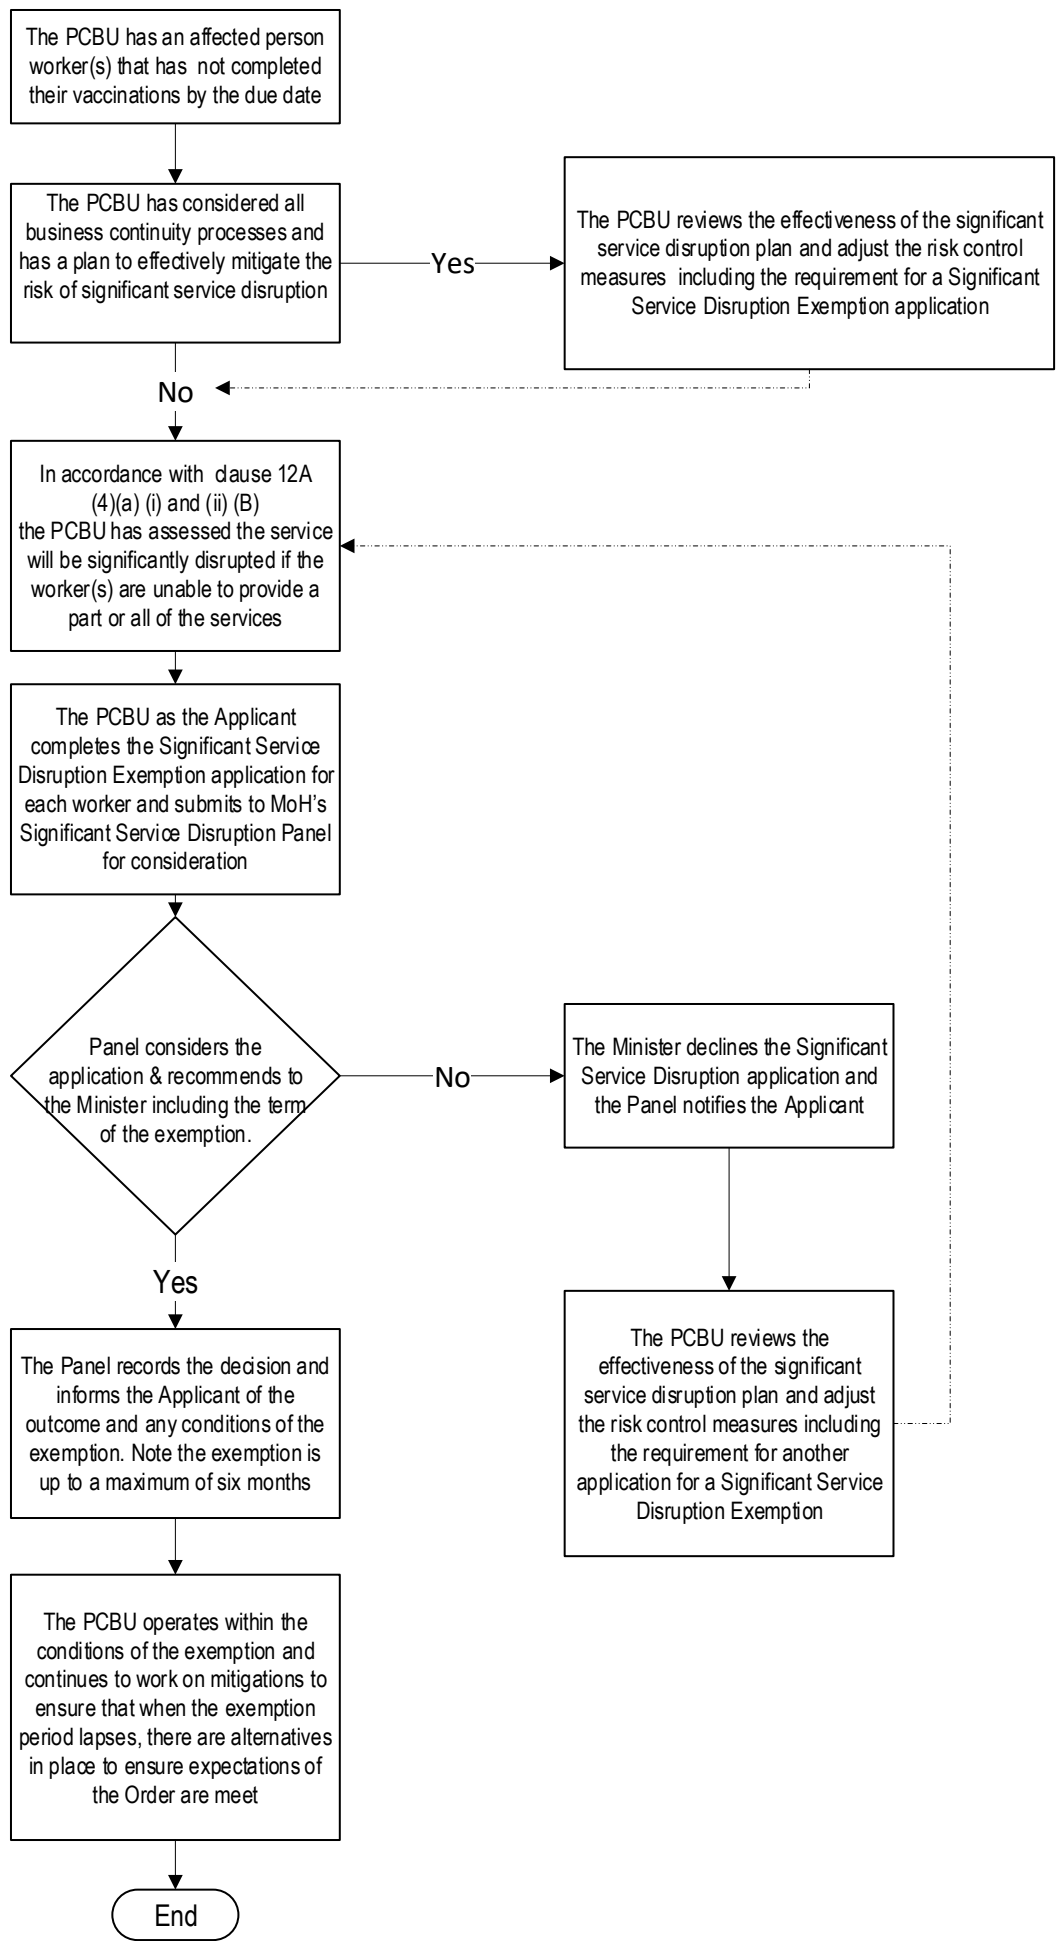 The PCBU has an affected person
worker(s) that has not completed
their vaccinations by the due date
The PCBU has considered all
business continuity processes and
has a plan to effectively mitigate the
risk of significant service disruption
Yes
The PCBU reviews the effectiveness of the significant
service disruption plan and adjust the risk control
measures including the requirement for a Significant
Service Disruption Exemption application
No
In accordance with clause 12A
(4)(a) (i) and (ii) (B)
the PCBU has assessed the service
will be significantly disrupted if the
worker(s) are unable to provide a
part or all of the services
The PCBU as the Applicant
completes the Significant Service
Disruption Exemption application for
each worker and submits to MoH's
Significant Service Disruption Panel
for consideration
Panel considers the
application & recommends to
the Minister including the term
of the exemption.
No
The Minister declines the Significant
Service Disruption application and
the Panel notifies the Applicant
Yes
The PCBU reviews the
effectiveness of the significant
service disruption plan and adjust
the risk control measures including
the requirement for another
application for a Significant Service
Disruption Exemption
The Panel records the decision and
informs the Applicant of the
outcome and any conditions of the
exemption. Note the exemption is
up to a maximum of six months
The PCBU operates within the
conditions of the exemption and
continues to work on mitigations to
ensure that when the exemption
period lapses, there are alternatives
in place to ensure expectations of
the Order are meet
End